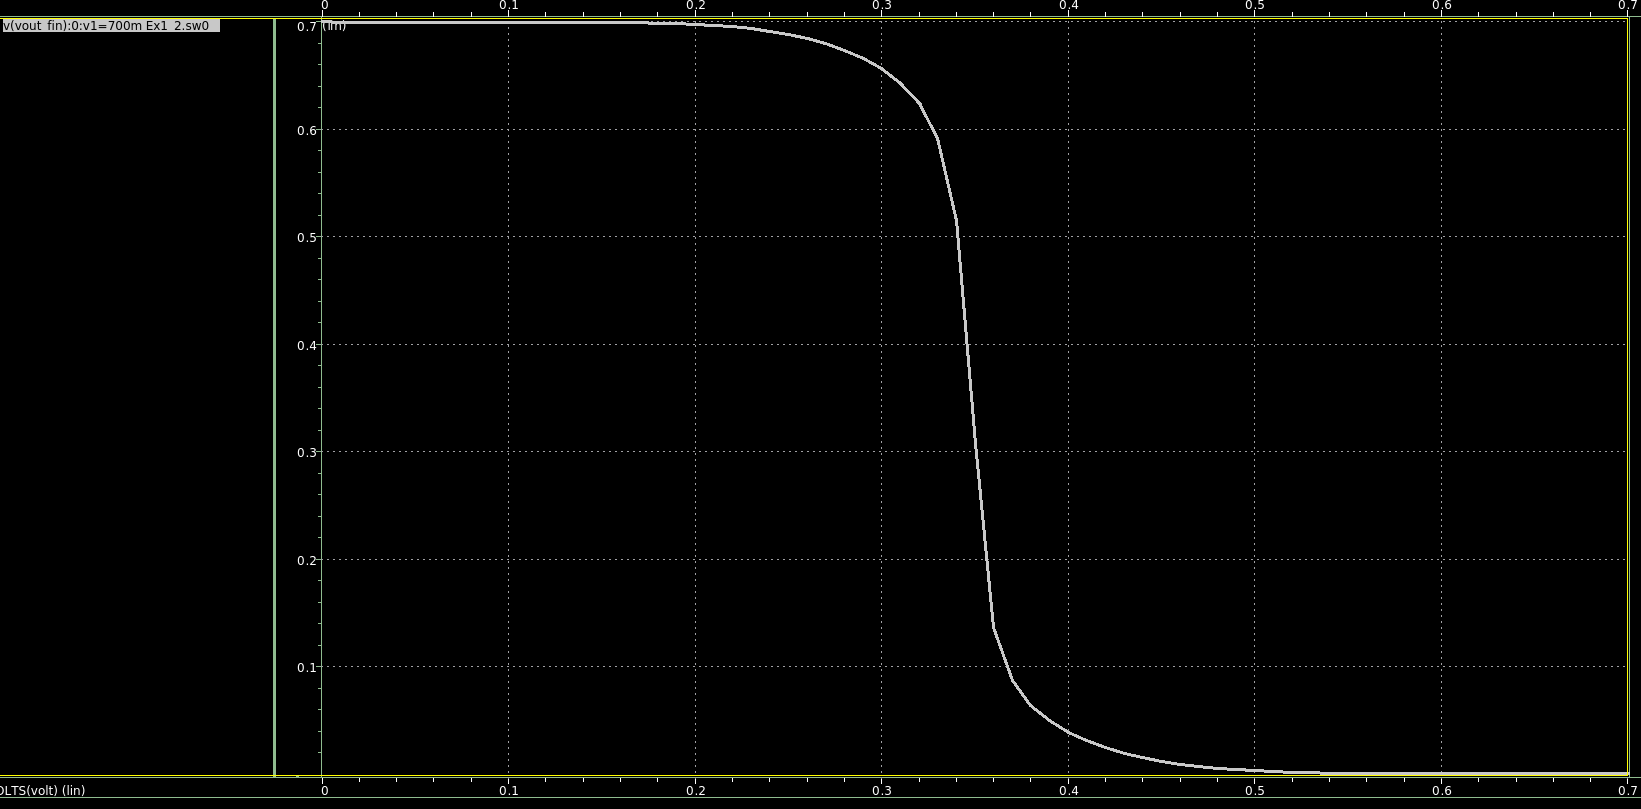 0 0.1 0.2 0.3 0.4 0.5 0.6 0.7
v(vout_fin):0:v1=700m Ex1_2.sw0
0.7 (lin)
0.6
0.5
0.4
0.3
0.2
0.1
OLTS(volt) (lin) 0 0.1 0.2 0.3 0.4 0.5 0.6 0.7